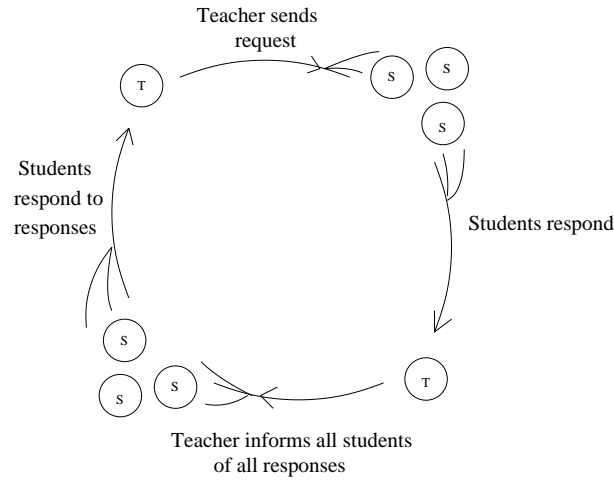 Teacher sends
request
T
S
S
S
Students
respond to
responses
Students respond
S
S
S
T
Teacher informs all students
of all responses